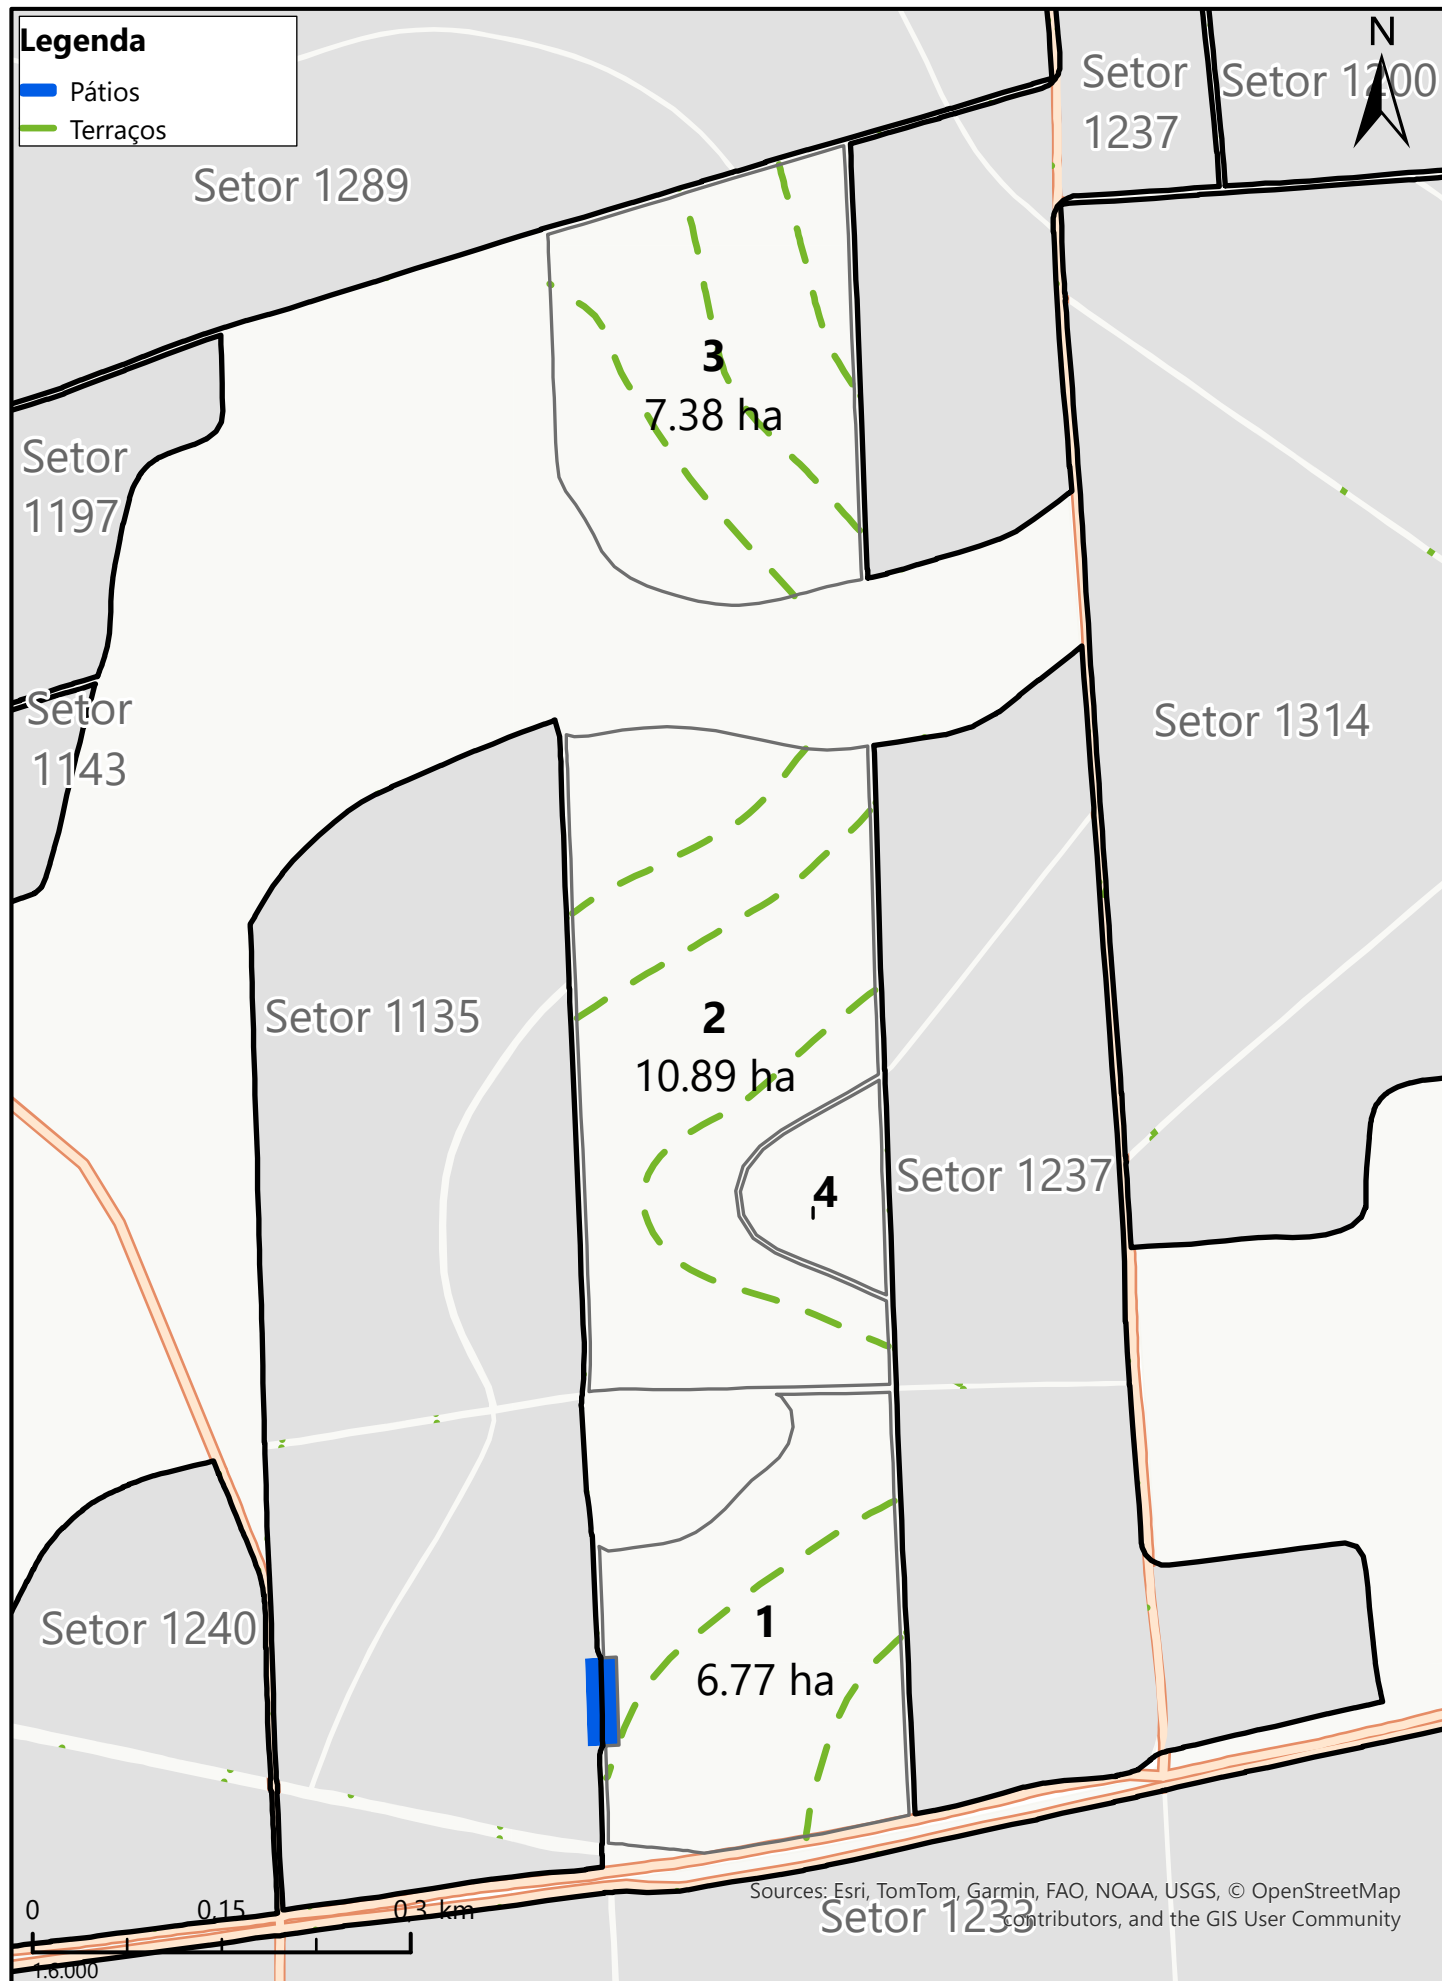 Legenda
Pátios
Terraços
N
Setor
1237
Setor 1200
Setor 1289
3
7.38 ha
Setor
1197
Setor
1143
Setor 1314
Setor 1135
2
10.89 ha
Setor 1237
4
Setor 1240
1
6.77 ha
Sources: Esri, TomTom, Garmin, FAO, NOAA, USGS, © OpenStreetMap
contributors, and the GIS User Community
Setor 1233
0 0,15 0,3 km
1:6.000